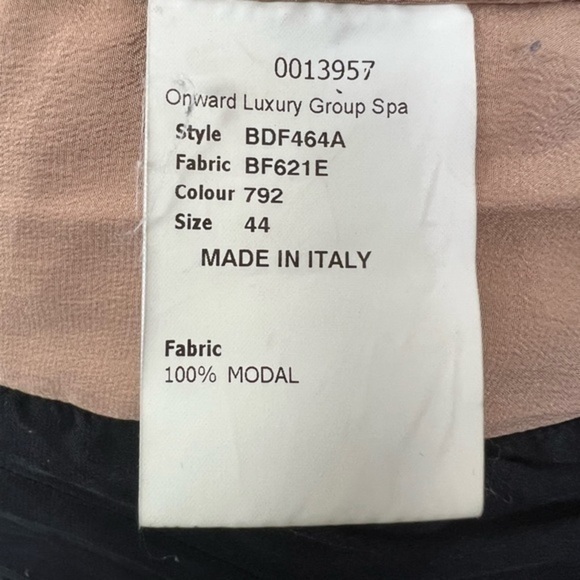 0013957
Onward Luxury Group Spa
Style BDF464A
Fabric BF621E
Colour 792
Size 44
MADE IN ITALY
Fabric
100% MODAL